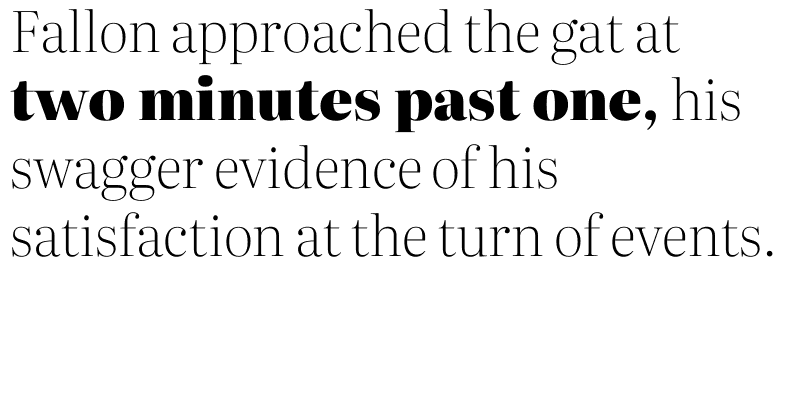 Fallon approached the gat at
two minutes past one, his
swagger evidence of his
satisfaction at the turn of events.